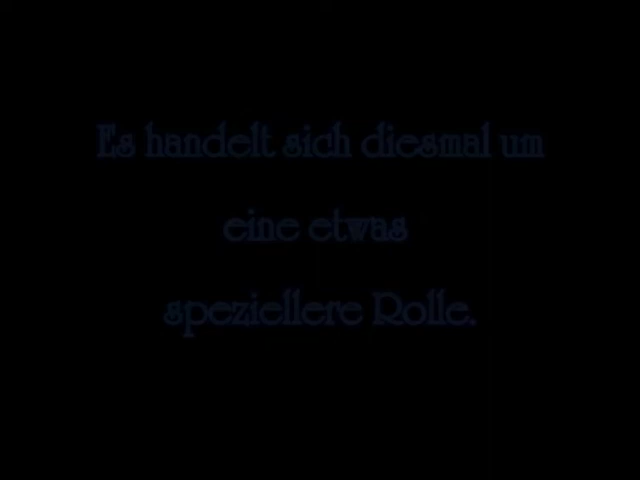 Es handelt sich diesmal um
eine etwas
speziellere Rolle.